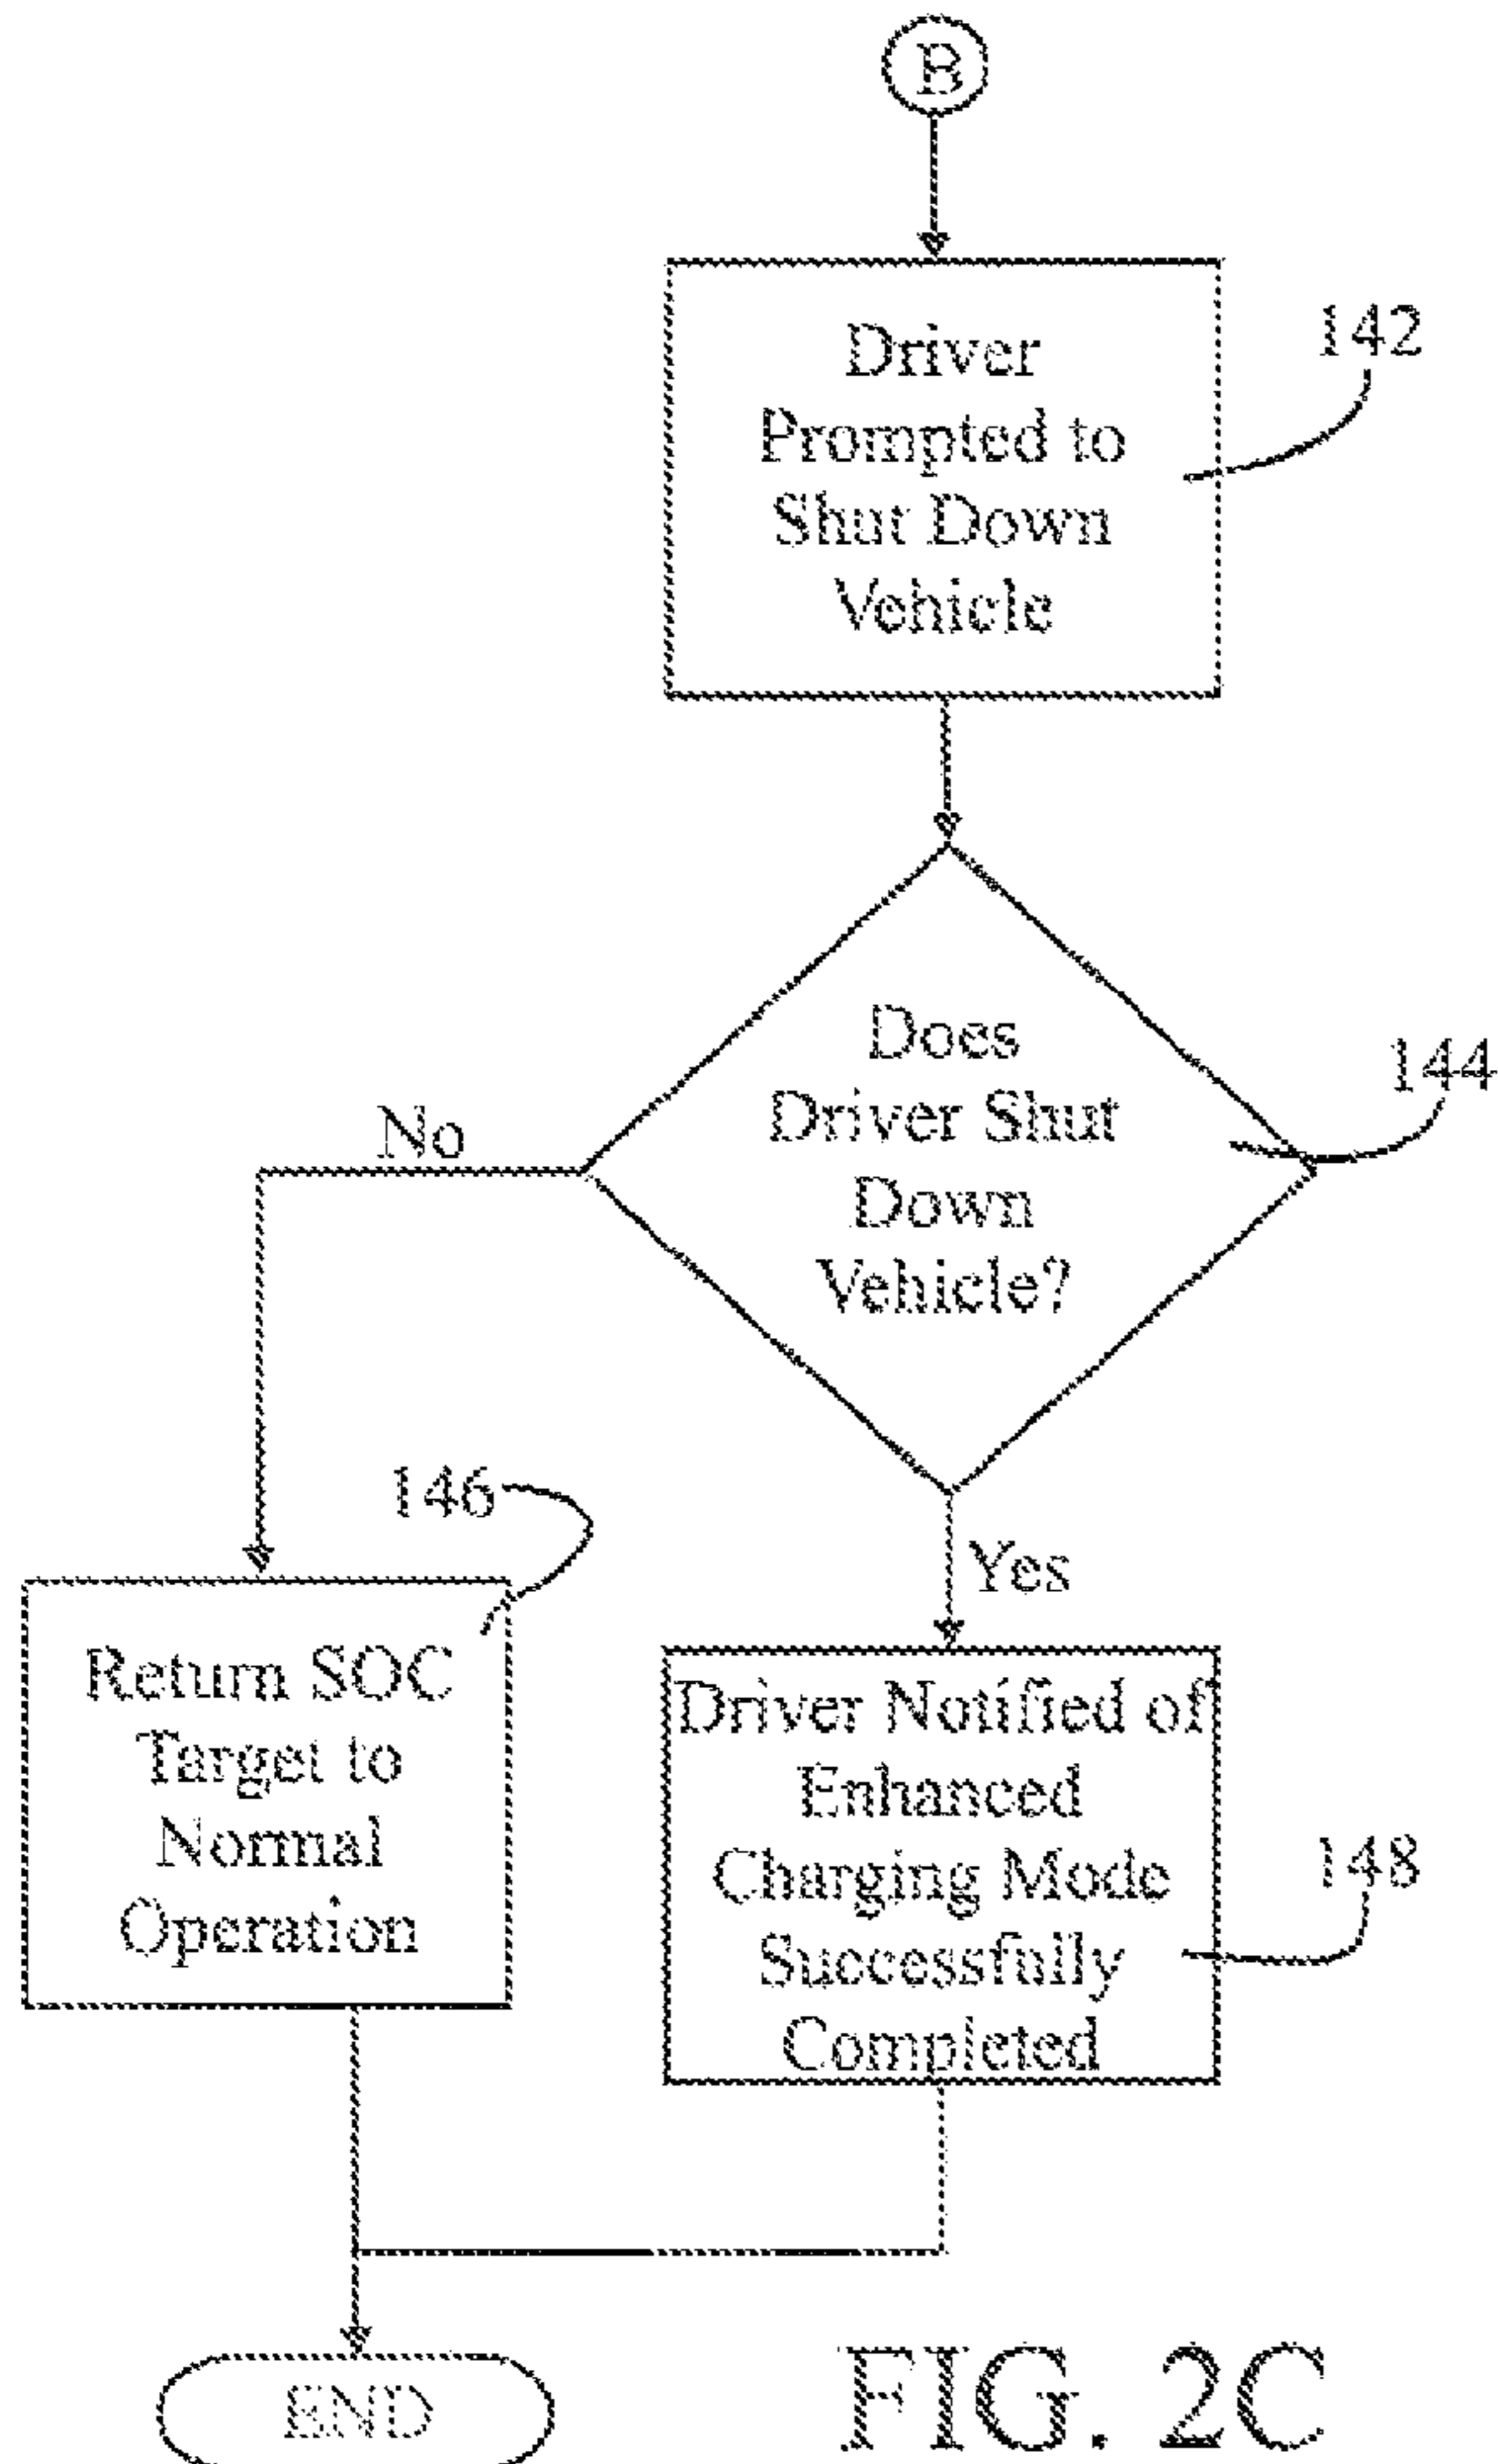 B
Driver
Prompted to
Shut Down
Vehicle
142
Does
Driver Shut
Down
Vehicle?
144
No
Yes
146
Return SOC
Target to
Normal
Operation
Driver Notified of
Enhanced
Charging Mode
Successfully
Completed
148
END
FIG. 2C